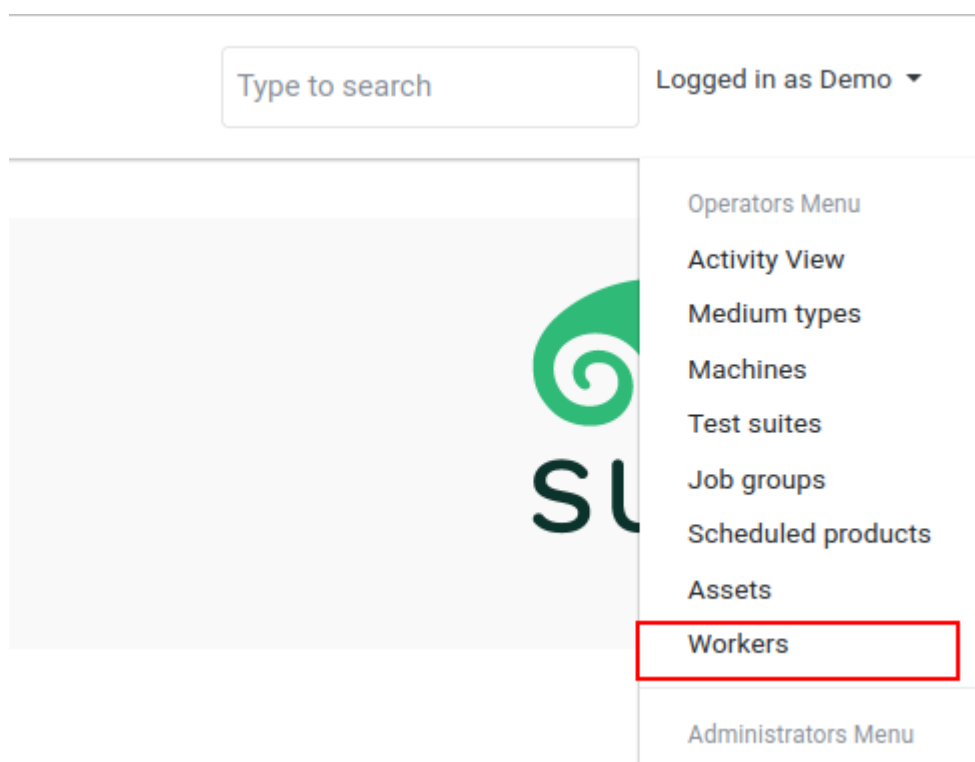 Type to search
Logged in as Demo
Operators Menu
Activity View
Medium types
Machines
Test suites
Job groups
Scheduled products
Assets
Workers
Administrators Menu